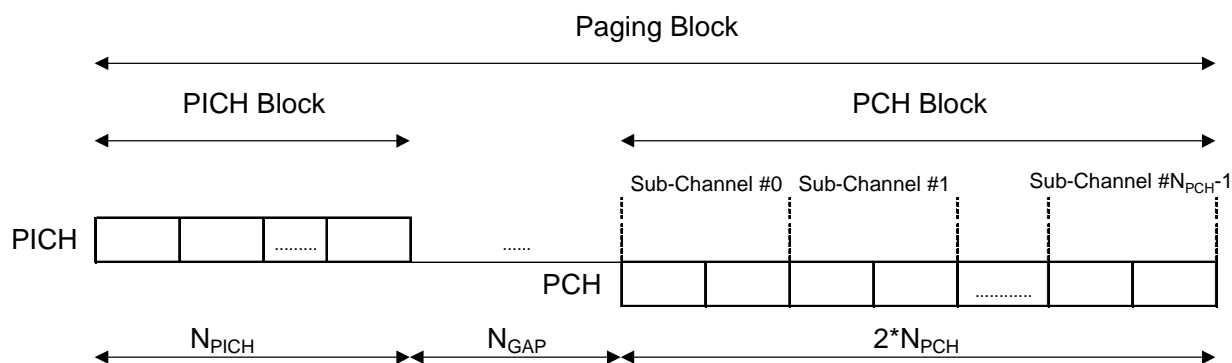 Paging Block
PICH Block PCH Block
Sub-Channel #0 Sub-Channel #1 Sub-Channel #N_PCH-1
PICH ......... ......
PCH ............
N_PICH N_GAP 2*N_PCH